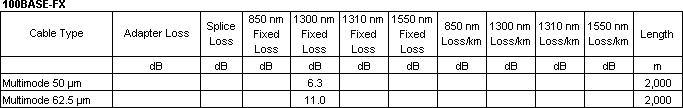 100BASE-FX
Cable Type Adapter Loss Splice Loss 850 nm Fixed Loss 1300 nm Fixed Loss 1310 nm Fixed Loss 1550 nm Fixed Loss 850 nm Loss/km 1300 nm Loss/km 1310 nm Loss/km 1550 nm Loss/km Length
dB dB dB dB dB dB dB dB dB dB m
Multimode 50 µm 6.3 2,000
Multimode 62.5 µm 11.0 2,000